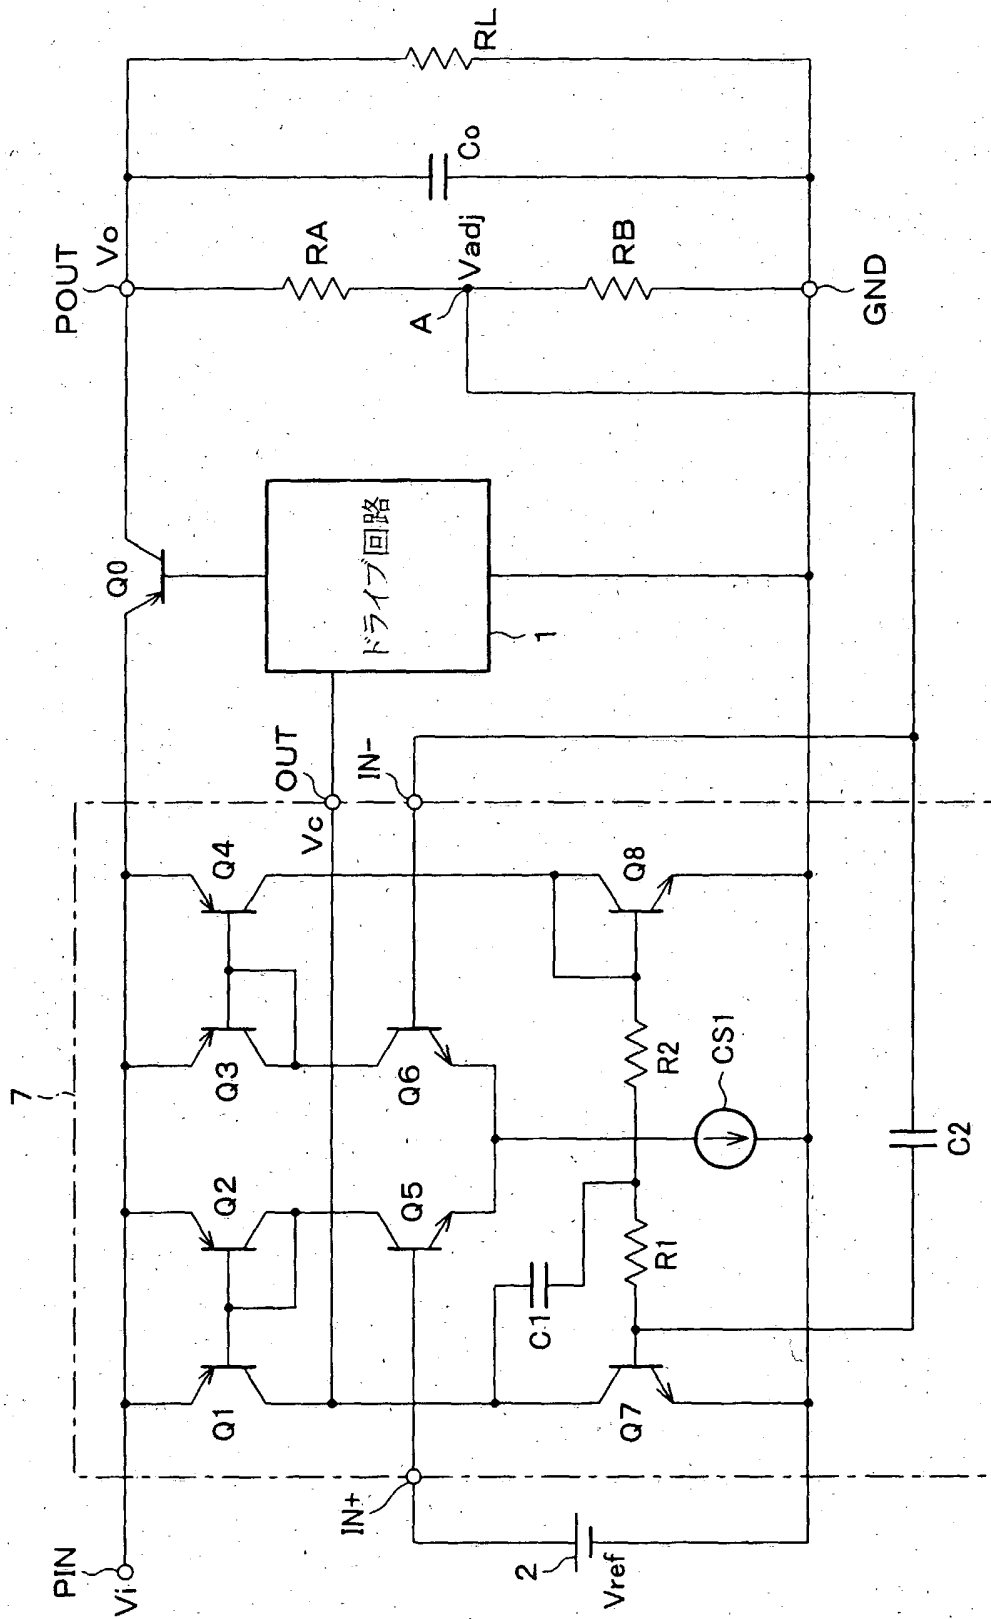 7
PIN
Vi
Q1
Q2
Q3
Q4
Q0
POUT
Vo
OUT
Vc
IN-
ドライブ回路
1
RA
A
Vadj
RB
Co
RL
GND
IN+
Q5
Q6
Q7
Q8
C1
R1
R2
CS1
2
Vref
C2